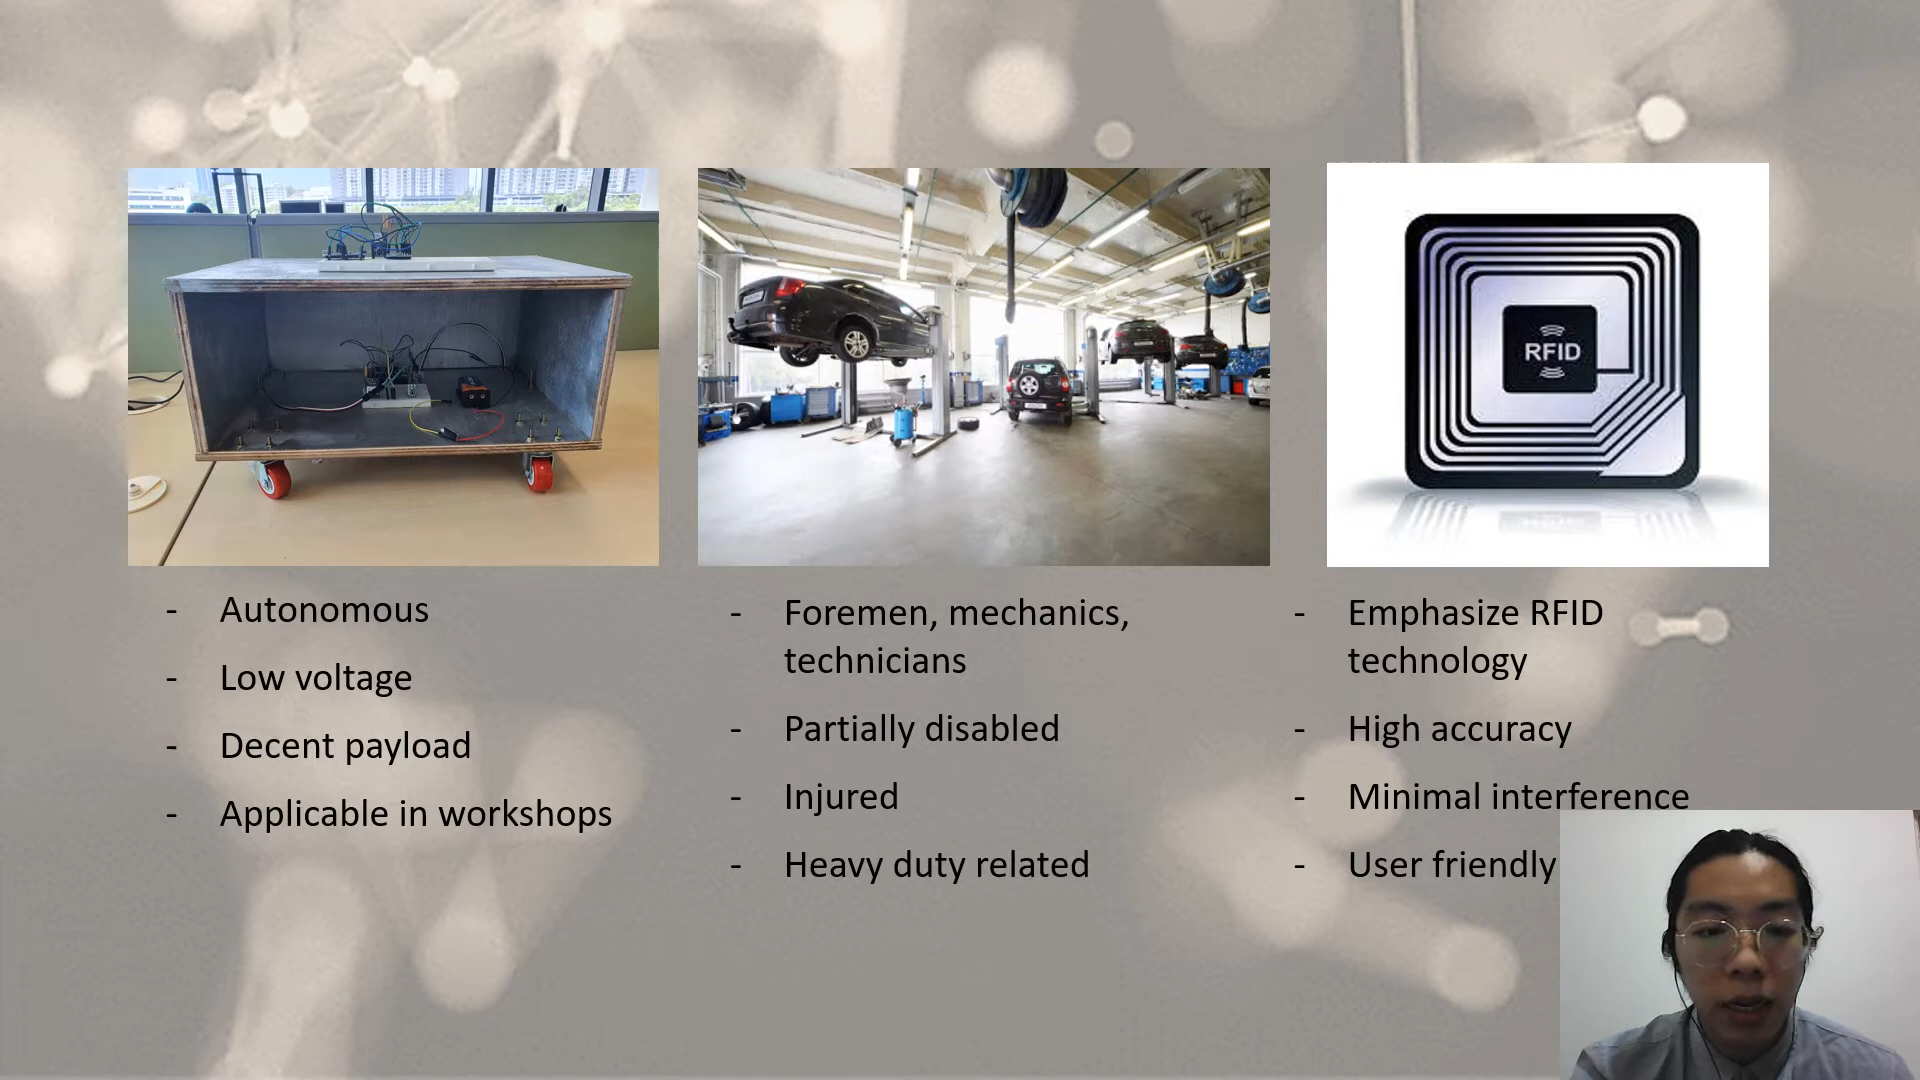 RFID
- Autonomous
- Low voltage
- Decent payload
- Applicable in workshops
- Foremen, mechanics,
technicians
- Partially disabled
- Injured
- Heavy duty related
- Emphasize RFID
technology
- High accuracy
- Minimal interference
- User friendly